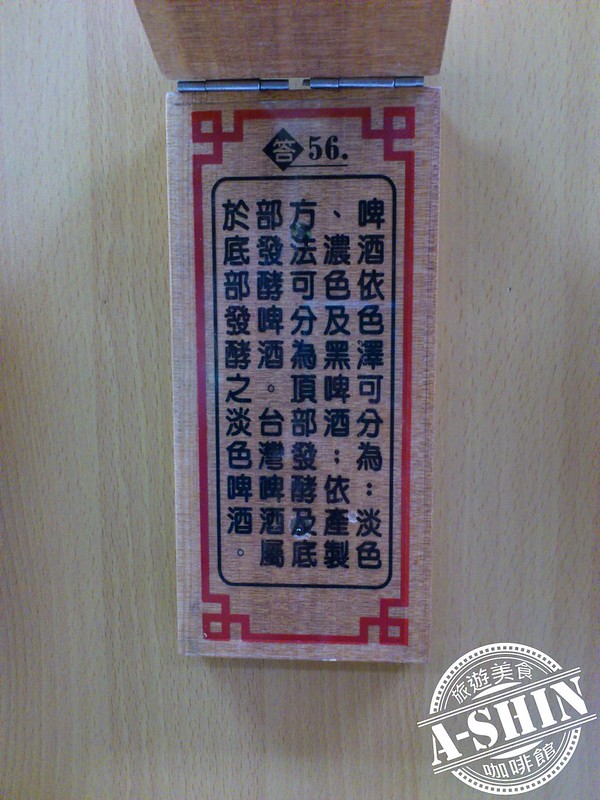 答 56.
啤酒依色澤可分為：淡色
、濃色及黑啤酒；依產製
方法可分為頂部發酵及底
部發酵啤酒。台灣啤酒屬
於底部發酵之淡色啤酒。
旅遊美食
A-SHIN
咖啡館